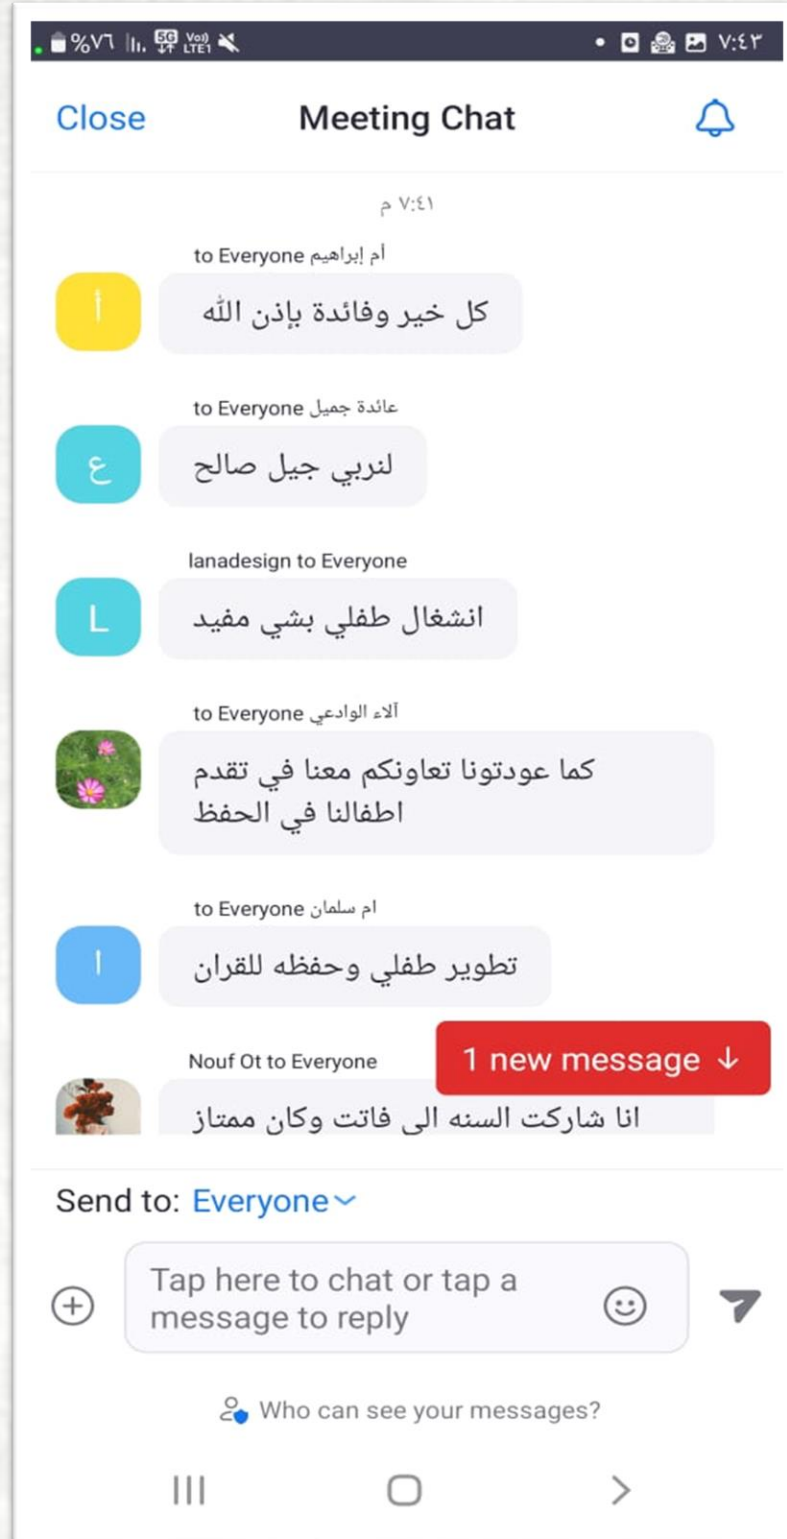 %٧٦ 5G Vo)) LTE1 ٧:٤٣
Close Meeting Chat
٧:٤١ م
أم إبراهيم to Everyone
أ
كل خير وفائدة بإذن الله
عائدة جميل to Everyone
ع
لنربي جيل صالح
lanadesign to Everyone
L
انشغال طفلي بشي مفيد
آلاء الوادعي to Everyone
كما عودتونا تعاونكم معنا في تقدم
اطفالنا في الحفظ
ام سلمان to Everyone
ا
تطوير طفلي وحفظه للقران
Nouf Ot to Everyone
1 new message ↓
انا شاركت السنه الى فاتت وكان ممتاز
Send to: Everyone
Tap here to chat or tap a
message to reply
Who can see your messages?